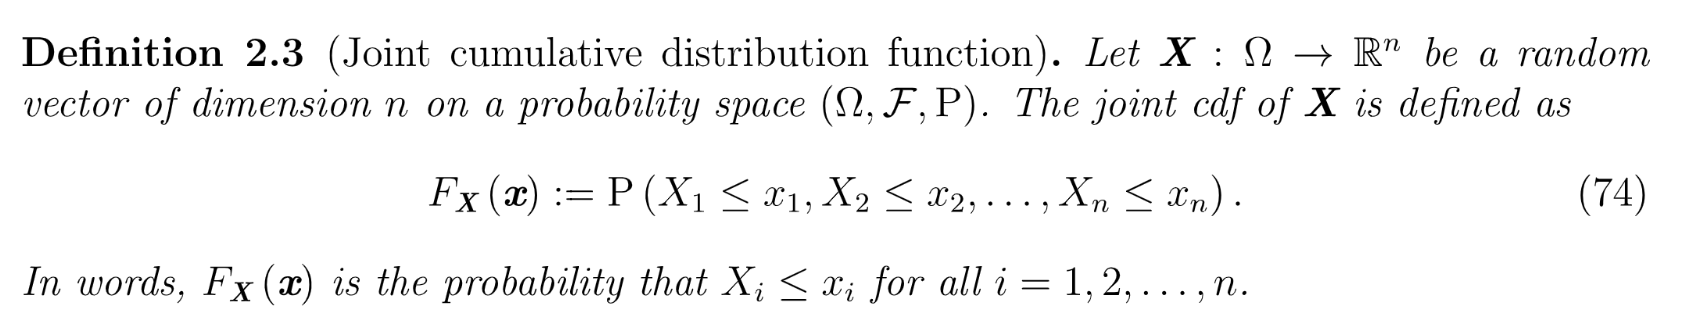 Definition 2.3 (Joint cumulative distribution function). Let X : Ω → ℝⁿ be a random
vector of dimension n on a probability space (Ω, ℱ, P). The joint cdf of X is defined as
F_X (x) := P (X₁ ≤ x₁, X₂ ≤ x₂, . . . , Xₙ ≤ xₙ) . (74)
In words, F_X (x) is the probability that Xᵢ ≤ xᵢ for all i = 1, 2, . . . , n.